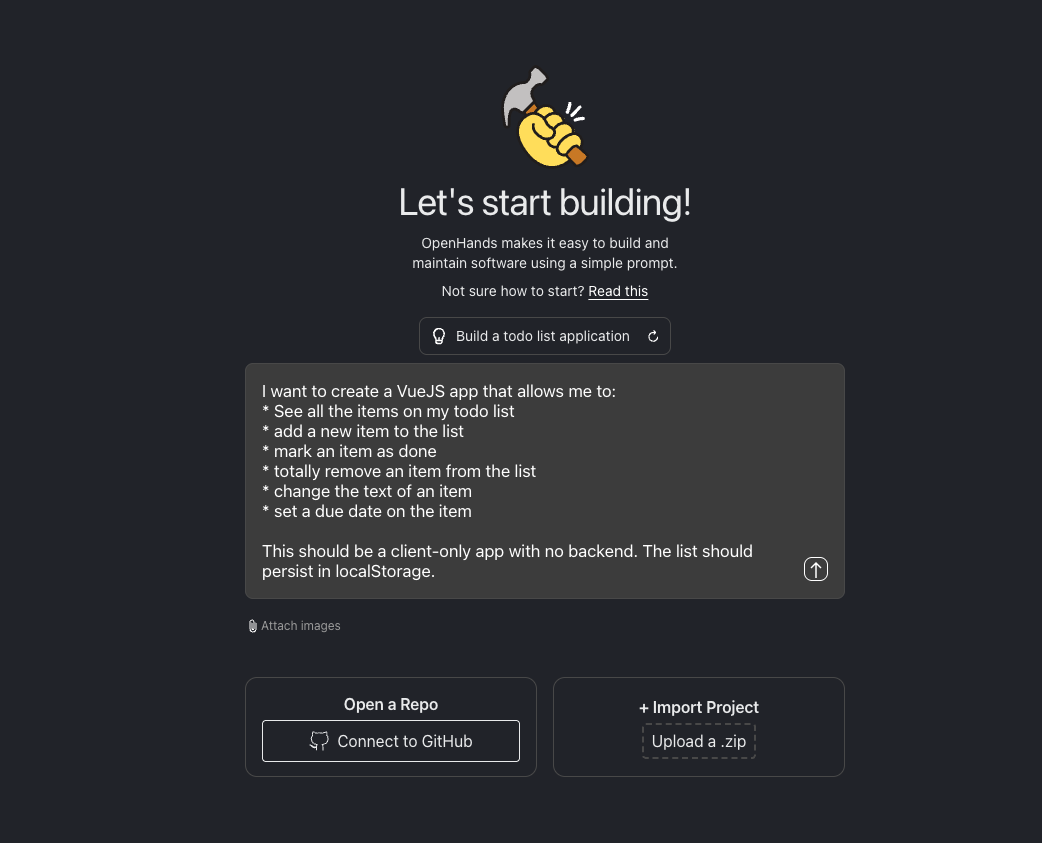 Let's start building!
OpenHands makes it easy to build and
maintain software using a simple prompt.
Not sure how to start? Read this
Build a todo list application
I want to create a VueJS app that allows me to:
* See all the items on my todo list
* add a new item to the list
* mark an item as done
* totally remove an item from the list
* change the text of an item
* set a due date on the item
This should be a client-only app with no backend. The list should
persist in localStorage.
Attach images
Open a Repo
Connect to GitHub
+ Import Project
Upload a .zip